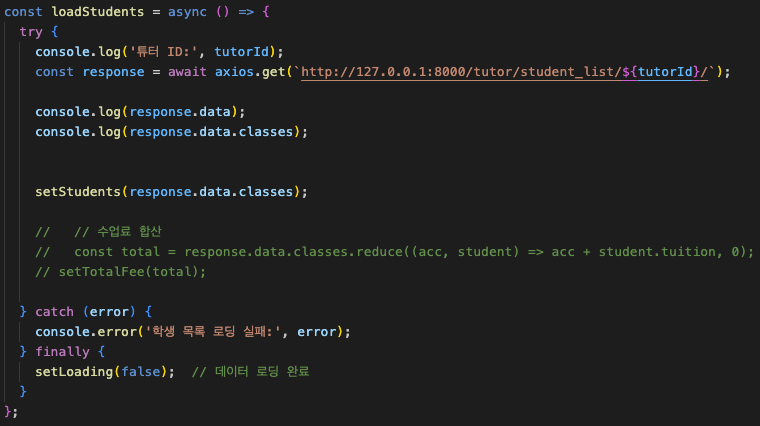 const loadStudents = async () => {
try {
console.log('튜터 ID:', tutorId);
const response = await axios.get(`http://127.0.0.1:8000/tutor/student_list/${tutorId}/`);
console.log(response.data);
console.log(response.data.classes);
setStudents(response.data.classes);
//   // 수업료 합산
//   const total = response.data.classes.reduce((acc, student) => acc + student.tuition, 0);
// setTotalFee(total);
} catch (error) {
console.error('학생 목록 로딩 실패:', error);
} finally {
setLoading(false);  // 데이터 로딩 완료
}
};